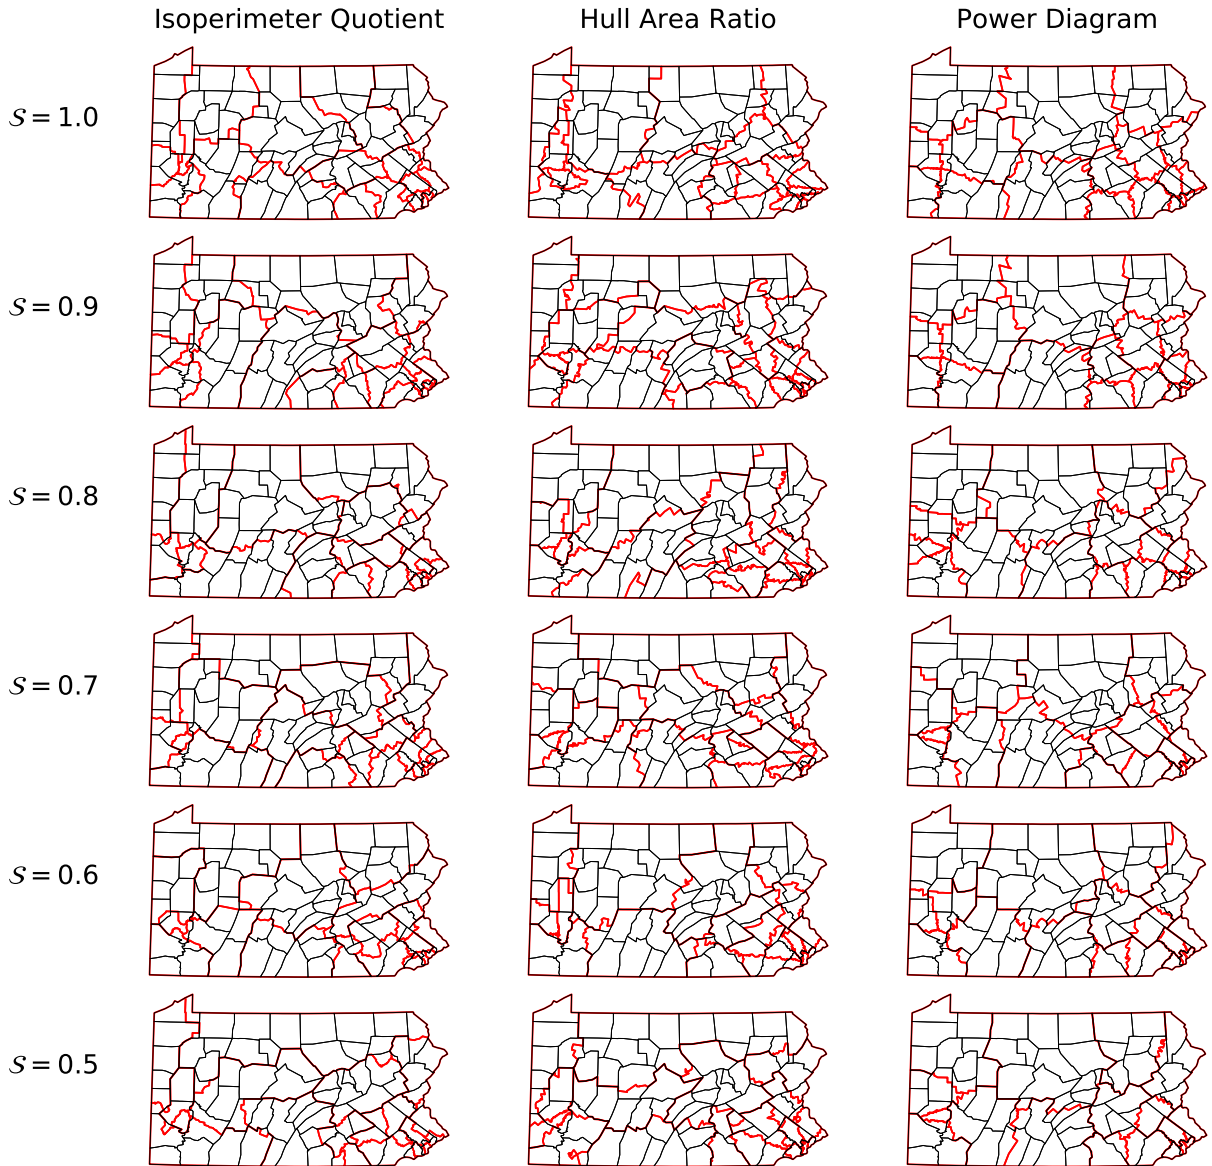 Isoperimeter Quotient Hull Area Ratio Power Diagram
𝒮 = 1.0
𝒮 = 0.9
𝒮 = 0.8
𝒮 = 0.7
𝒮 = 0.6
𝒮 = 0.5